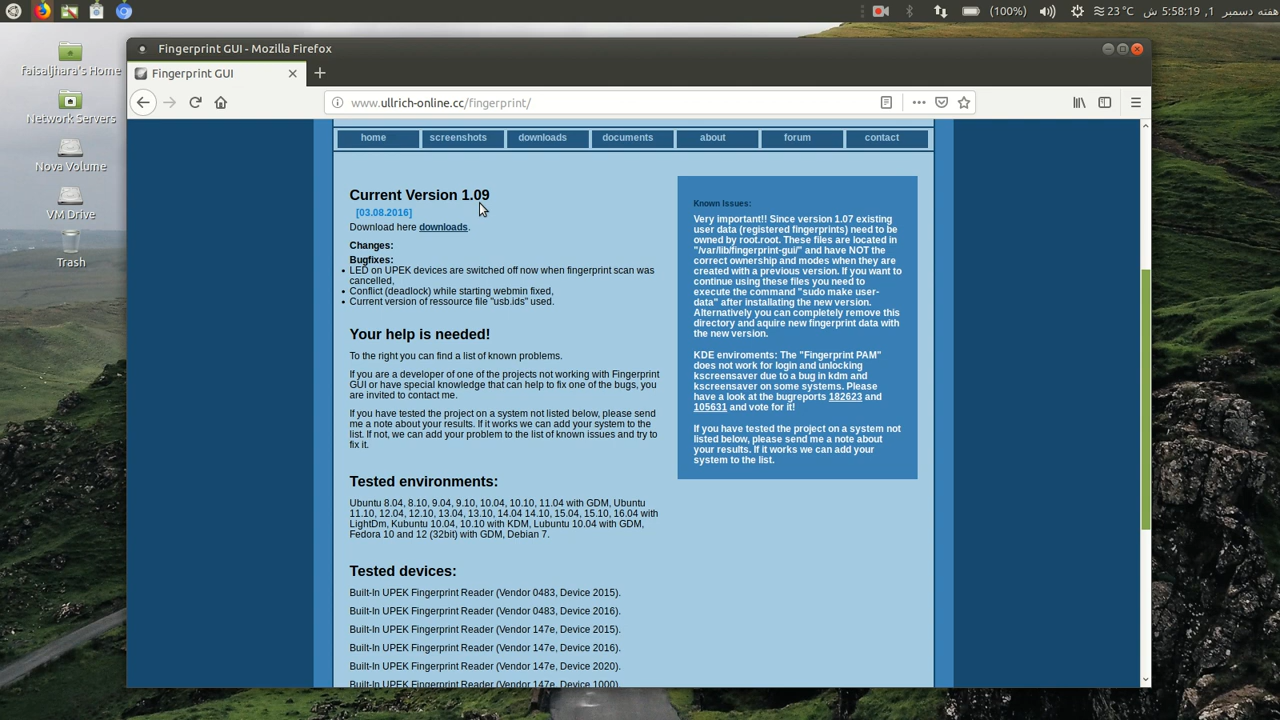 (100%)
23 °C
هفته دسمبر 1, 5:58:19 ش
Fingerprint GUI - Mozilla Firefox
Fingerprint GUI
www.ullrich-online.cc/fingerprint/
faisaljhara's Home
Network Servers
Nova Volume
VM Drive
Trash
home screenshots downloads documents about forum contact
Current Version 1.09
[03.08.2016]
Download here downloads.
Changes:
Bugfixes:
• LED on UPEK devices are switched off now when fingerprint scan was
cancelled,
• Conflict (deadlock) while starting webmin fixed,
• Current version of ressource file "usb.ids" used.
Your help is needed!
To the right you can find a list of known problems.
If you are a developer of one of the projects not working with Fingerprint
GUI or have special knowledge that can help to fix one of the bugs, you
are invited to contact me.
If you have tested the project on a system not listed below, please send
me a note about your results. If it works we can add your system to the
list. If not, we can add your problem to the list of known issues and try to
fix it.
Tested environments:
Ubuntu 8.04, 8.10, 9.04, 9.10, 10.04, 10.10, 11.04 with GDM, Ubuntu
11.10, 12.04, 12.10, 13.04, 13.10, 14.04 14.10, 15.04, 15.10, 16.04 with
LightDm, Kubuntu 10.04, 10.10 with KDM, Lubuntu 10.04 with GDM,
Fedora 10 and 12 (32bit) with GDM, Debian 7.
Tested devices:
Built-In UPEK Fingerprint Reader (Vendor 0483, Device 2015).
Built-In UPEK Fingerprint Reader (Vendor 0483, Device 2016).
Built-In UPEK Fingerprint Reader (Vendor 147e, Device 2015).
Built-In UPEK Fingerprint Reader (Vendor 147e, Device 2016).
Built-In UPEK Fingerprint Reader (Vendor 147e, Device 2020).
Built-In UPEK Fingerprint Reader (Vendor 147e, Device 1000).
Known Issues:
Very important!! Since version 1.07 existing
user data (registered fingerprints) need to be
owned by root.root. These files are located in
"/var/lib/fingerprint-gui/" and have NOT the
correct ownership and modes when they are
created with a previous version. If you want to
continue using these files you need to
execute the command "sudo make user-
data" after installing the new version.
Alternatively you can completely remove this
directory and aquire new fingerprint data with
the new version.
KDE enviroments: The "Fingerprint PAM"
does not work for login and unlocking
kscreensaver due to a bug in kdm and
kscreensaver on some systems. Please
have a look at the bugreports 182623 and
105631 and vote for it!
If you have tested the project on a system not
listed below, please send me a note about
your results. If it works we can add your
system to the list.